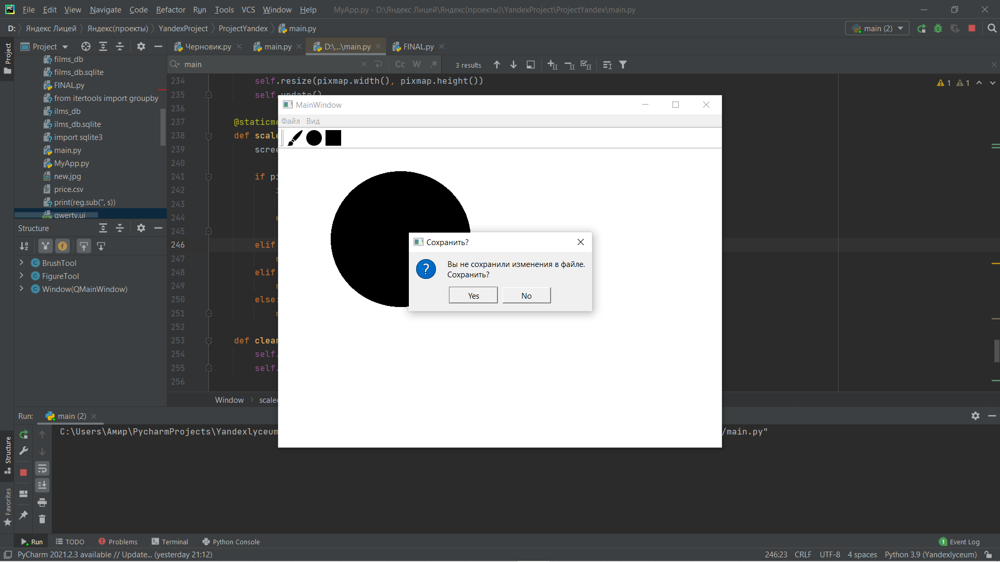 File Edit View Navigate Code Refactor Run Tools VCS Window Help MyApp.py - D:\Яндекс Лицей\Яндекс(проекты)\YandexProject\ProjectYandex\main.py
D: Яндекс Лицей Яндекс(проекты) YandexProject ProjectYandex main.py main (2)
Project
Project
films_db
films_db.sqlite
FINAL.py
from itertools import groupby
ilms_db
ilms_db.sqlite
import sqlite3
main.py
MyApp.py
new.jpg
price.csv
print(reg.sub('', s))
qwerty.ui
Structure
BrushTool
FigureTool
Window(QMainWindow)
Черновик.py main.py D:\...\main.py FINAL.py
main Cc W .* 3 results
1 1
234 self.resize(pixmap.width(), pixmap.height())
235 self.update()
236
237 @staticme
238 def scale
239 scree
240
241 if pi
242
243
244 e
245
246 elif
247
248 elif
249
250 else:
251
252
253 def clear
254 self.
255 self.
256
Window scaled
MainWindow
Файл Вид
Сохранить?
Вы не сохранили изменения в файле.
Сохранить?
Yes No
Run: main (2)
C:\Users\Амир\PycharmProjects\Yandexlyceum /main.py"
Structure
Favorites
Run TODO Problems Terminal Python Console 1 Event Log
PyCharm 2021.2.3 available // Update... (yesterday 21:12) 246:23 CRLF UTF-8 4 spaces Python 3.9 (Yandexlyceum)